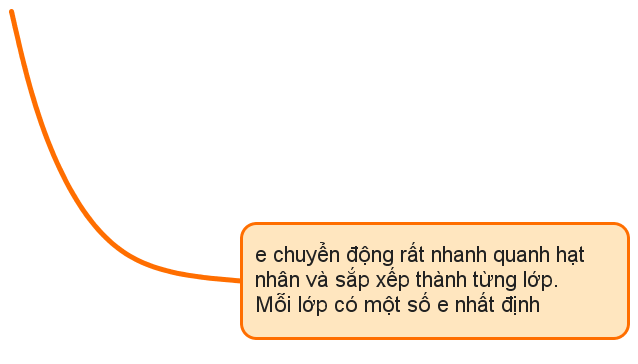 e chuyển động rất nhanh quanh hạt
nhân và sắp xếp thành từng lớp.
Mỗi lớp có một số e nhất định